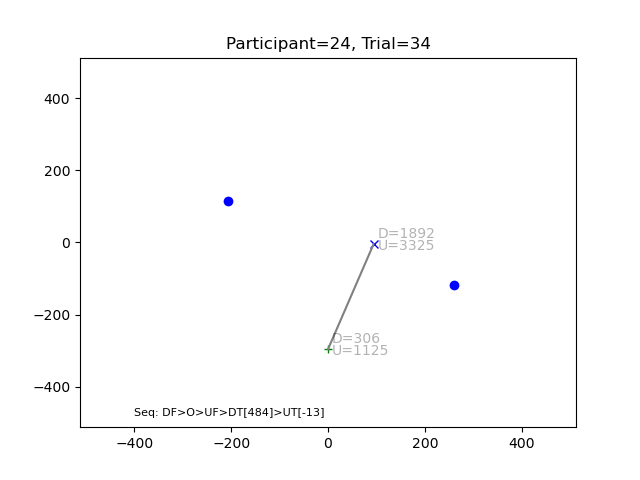 Participant=24, Trial=34
400
200
0
−200
−400
D=1892
U=3325
D=306
U=1125
Seq: DF>O>UF>DT[484]>UT[-13]
−400
−200
0
200
400